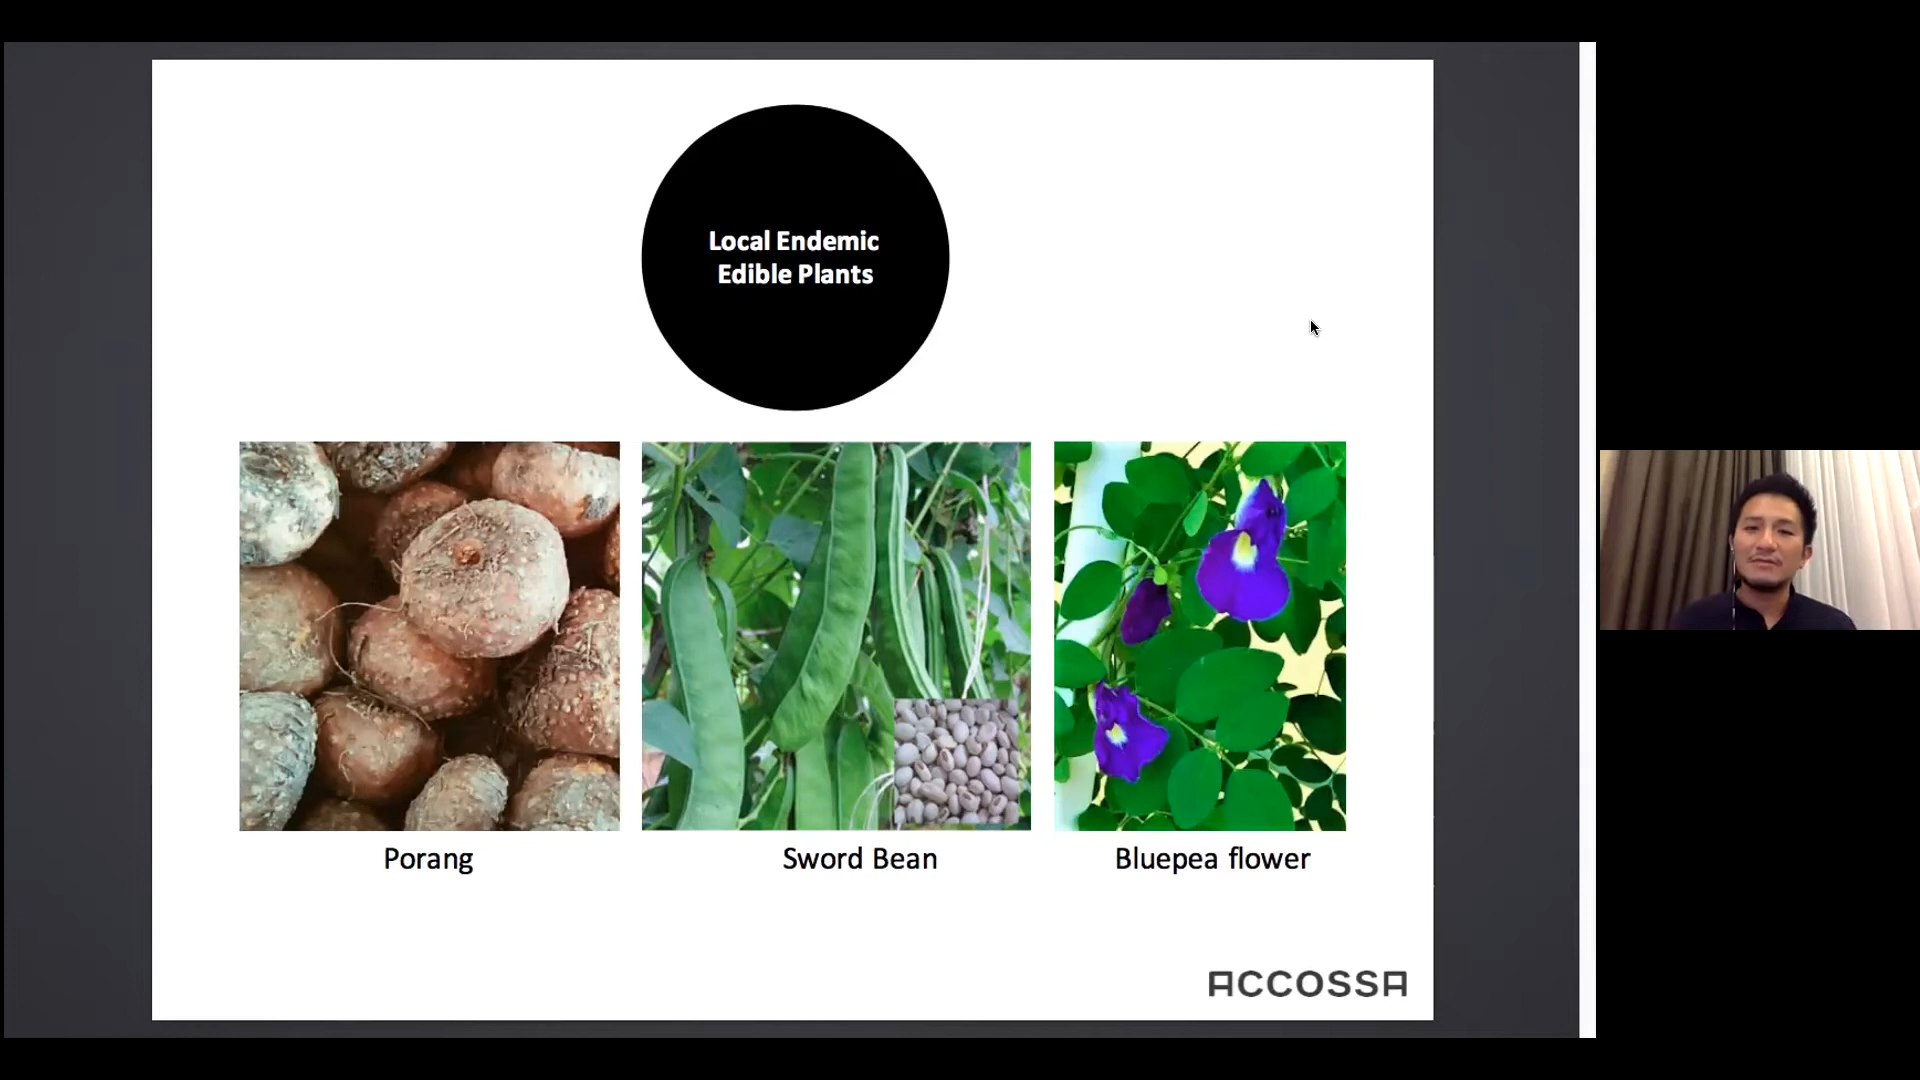 Local Endemic
Edible Plants
Porang
Sword Bean
Bluepea flower
ACCOSSA